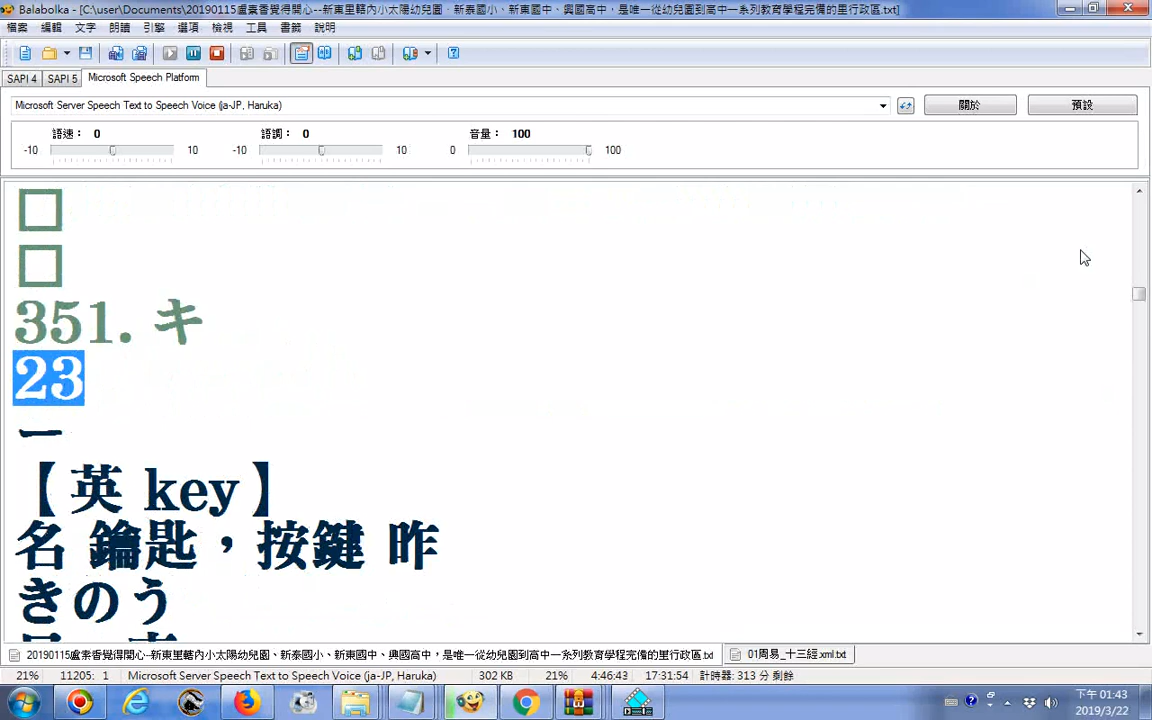 Balabolka - [C:\user\Documents\20190115盧素香覺得開心--新東里轄內小太陽幼兒園、新泰國小、新東國中、興國高中，是唯一從幼兒園到高中一系列教育學程完備的里行政區.txt]
檔案 編輯 文字 朗讀 引擎 選項 檢視 工具 書籤 說明
SAPI 4 SAPI 5 Microsoft Speech Platform
Microsoft Server Speech Text to Speech Voice (ja-JP, Haruka) 關於 預設
語速： 0 語調： 0 音量： 100
-10 10 -10 10 0 100
□
□
351. キ
23
ー
【英 key】
名 鑰匙，按鍵 昨
きのう
20190115盧素香覺得開心--新東里轄內小太陽幼兒園、新泰國小、新東國中、興國高中，是唯一從幼兒園到高中一系列教育學程完備的里行政區.txt 01周易_十三經.xml.txt
21% 11205: 1 Microsoft Server Speech Text to Speech Voice (ja-JP, Haruka) 302 KB 21% 4:46:43 17:31:54 計時器: 313 分 剩餘
下午 01:43
2019/3/22